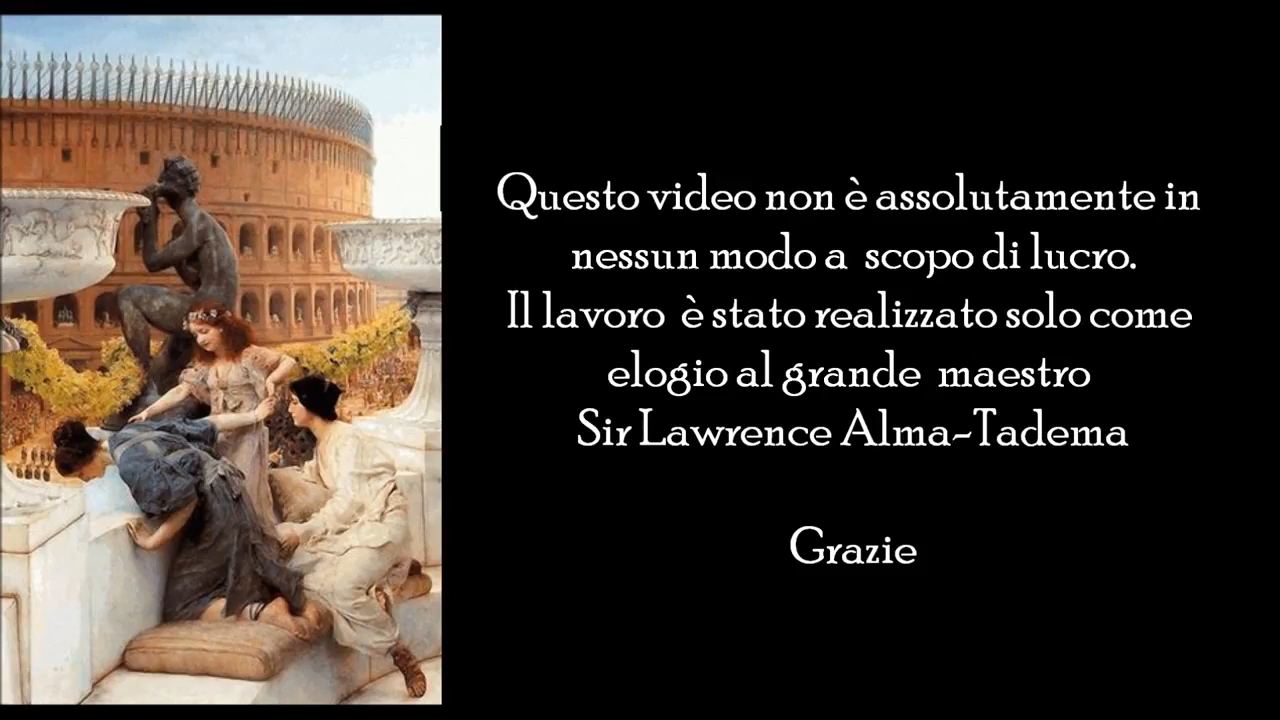 Questo video non è assolutamente in
nessun modo a scopo di lucro.
Il lavoro è stato realizzato solo come
elogio al grande maestro
Sir Lawrence Alma-Tadema
Grazie